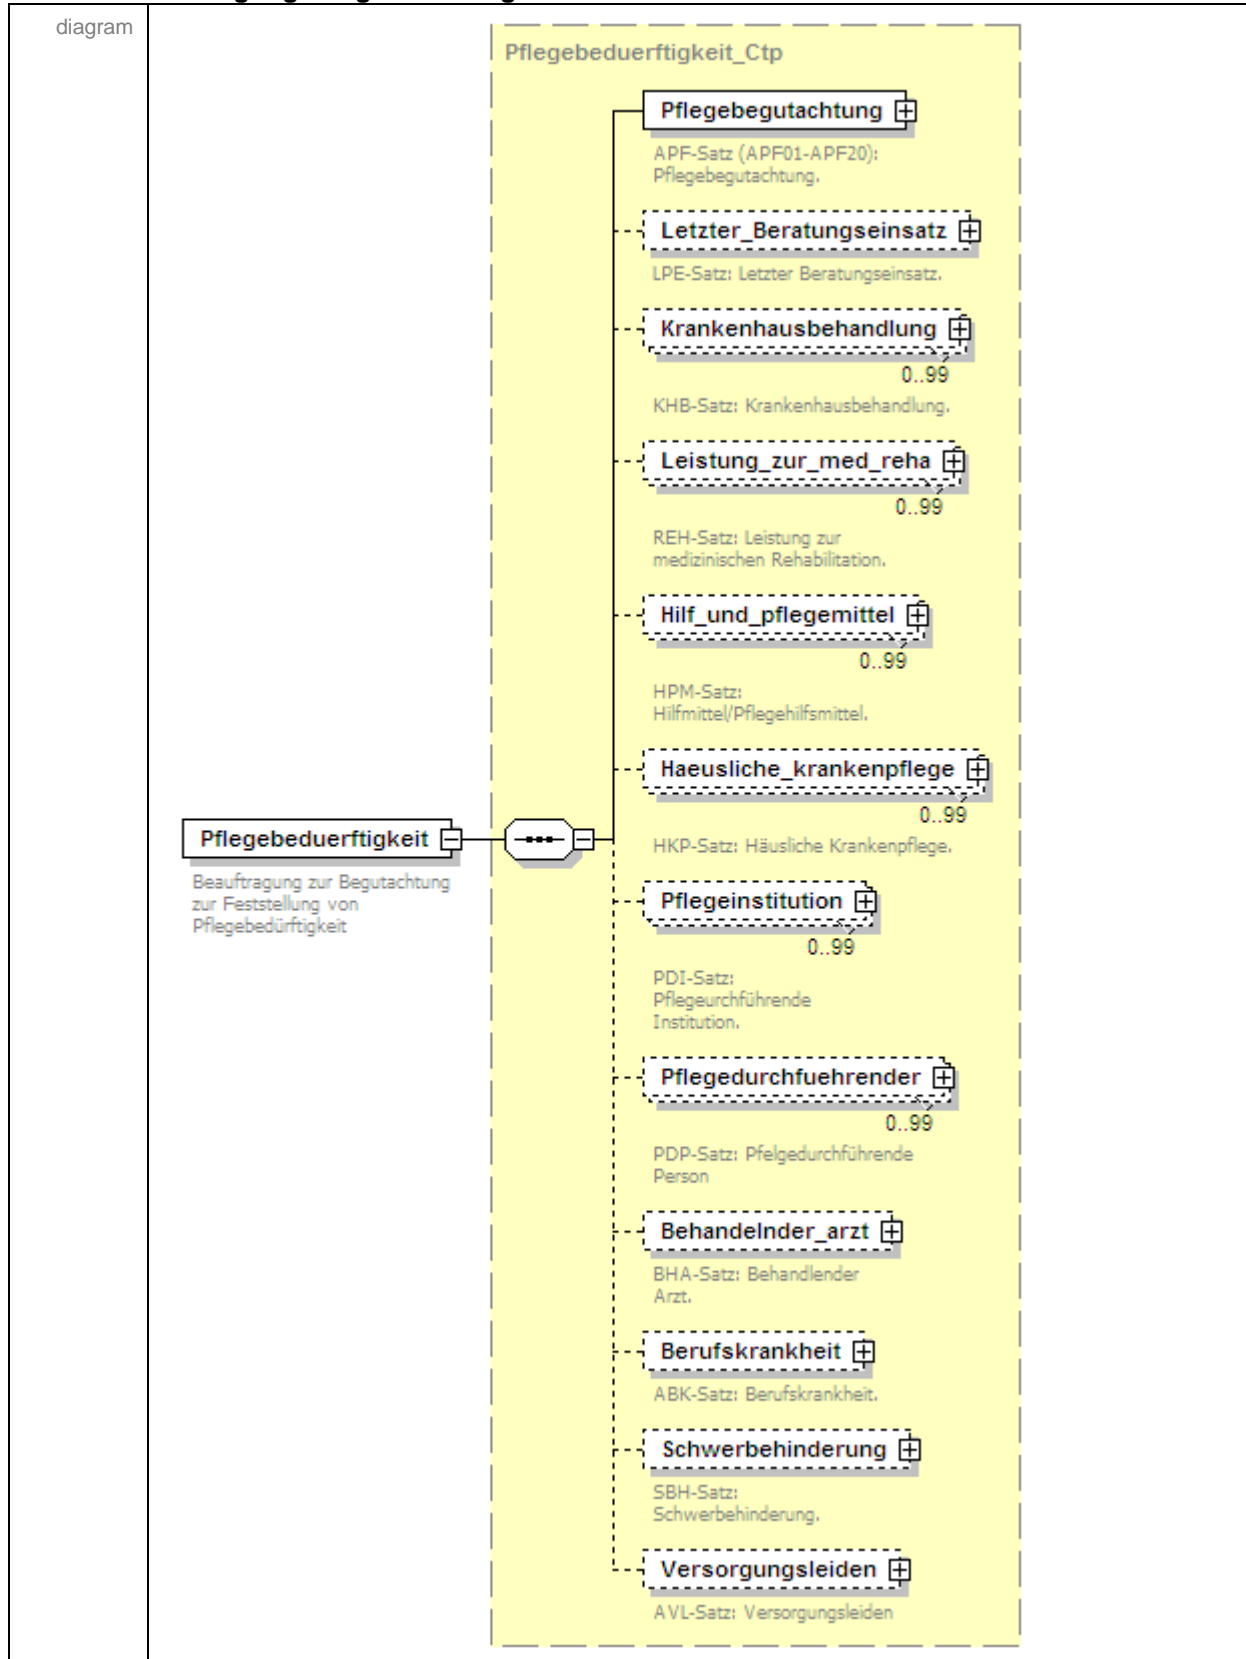 diagram
Pflegebeduerftigkeit_Ctp
Pflegebegutachtung
APF-Satz (APF01-APF20):
Pflegebegutachtung.
Letzter_Beratungseinsatz
LPE-Satz: Letzter Beratungseinsatz.
Krankenhausbehandlung
0..99
KHB-Satz: Krankenhausbehandlung.
Leistung_zur_med_reha
0..99
REH-Satz: Leistung zur
medizinischen Rehabilitation.
Hilf_und_pflegemittel
0..99
HPM-Satz:
Hilfmittel/Pflegehilfsmittel.
Haeusliche_krankenpflege
0..99
HKP-Satz: Häusliche Krankenpflege.
Pflegebeduerftigkeit
Beauftragung zur Begutachtung
zur Feststellung von
Pflegebedürftigkeit
Pflegeinstitution
0..99
PDI-Satz:
Pflegeurchführende
Institution.
Pflegedurchfuehrender
0..99
PDP-Satz: Pfelgedurchführende
Person
Behandelnder_arzt
BHA-Satz: Behandlender
Arzt.
Berufskrankheit
ABK-Satz: Berufskrankheit.
Schwerbehinderung
SBH-Satz:
Schwerbehinderung.
Versorgungsleiden
AVL-Satz: Versorgungsleiden